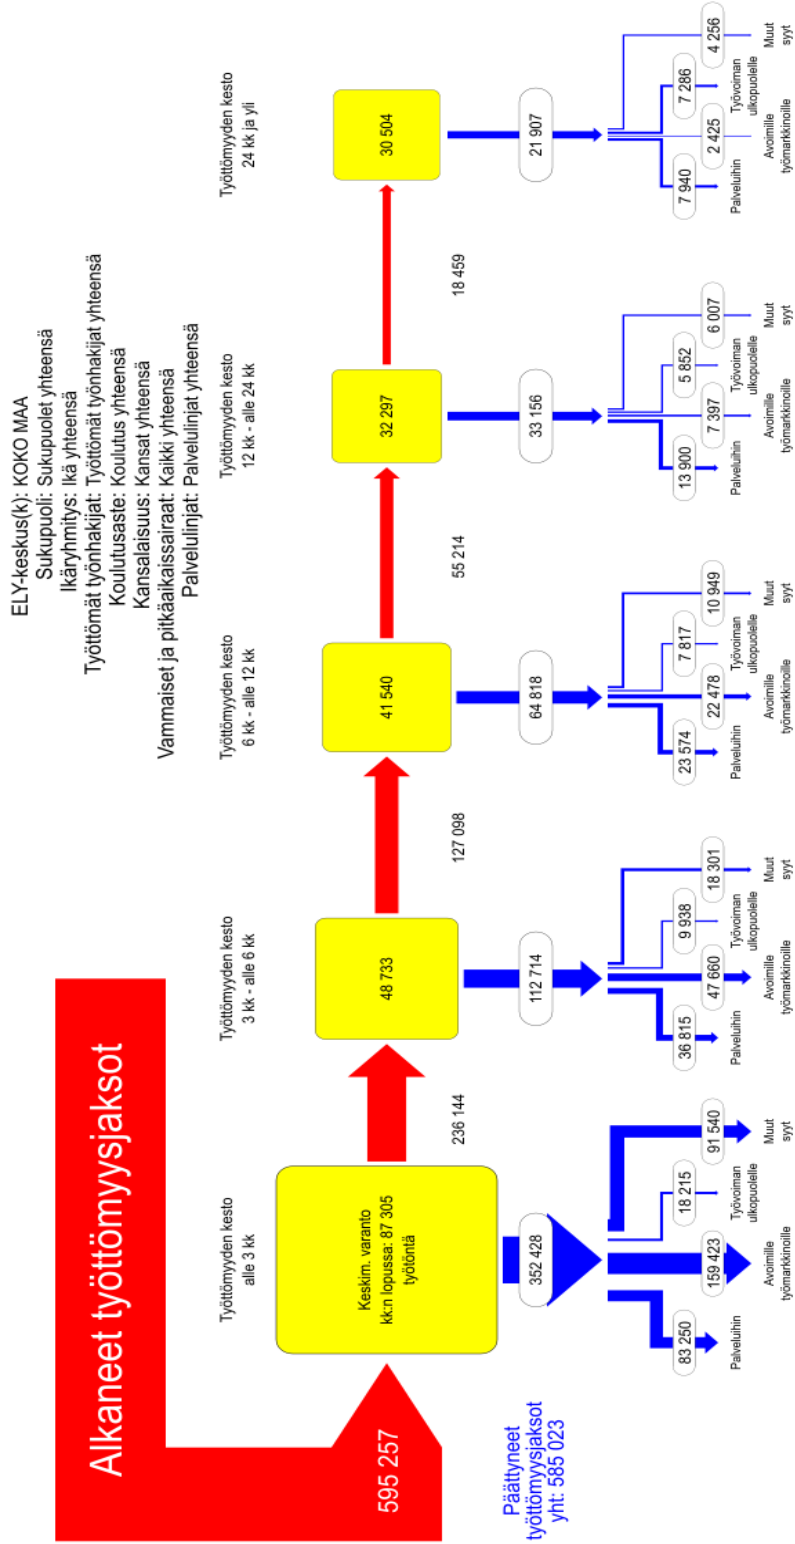 ELY-keskus(k): KOKO MAA
Sukupuoli: Sukupuolet yhteensä
Ikäryhmitys: Ikä yhteensä
Työttömät työnhakijat: Työttömät työnhakijat yhteensä
Koulutusaste: Koulutus yhteensä
Kansalaisuus: Kansat yhteensä
Vammaiset ja pitkäaikaissairaat: Kaikki yhteensä
Palvelulinjat: Palvelulinjat yhteensä
Alkaneet työttömyysjaksot
595 257
Työttömyyden kesto
alle 3 kk
Työttömyyden kesto
3 kk - alle 6 kk
Työttömyyden kesto
6 kk - alle 12 kk
Työttömyyden kesto
12 kk - alle 24 kk
Työttömyyden kesto
24 kk ja yli
Keskim. varanto
kk:n lopussa: 87 305
työtöntä
48 733
41 540
32 297
30 504
236 144
127 098
55 214
18 459
Päättyneet
työttömyysjaksot
yht: 585 023
352 428
112 714
64 818
33 156
21 907
83 250
159 423
18 215
91 540
Palveluihin
Avoimille
työmarkkinoille
Työvoiman
ulkopuolelle
Muut
syyt
36 815
47 660
9 938
18 301
Palveluihin
Avoimille
työmarkkinoille
Työvoiman
ulkopuolelle
Muut
syyt
23 574
22 478
7 817
10 949
Palveluihin
Avoimille
työmarkkinoille
Työvoiman
ulkopuolelle
Muut
syyt
13 900
7 397
5 852
6 007
Palveluihin
Avoimille
työmarkkinoille
Työvoiman
ulkopuolelle
Muut
syyt
7 940
2 425
7 286
4 256
Palveluihin
Avoimille
työmarkkinoille
Työvoiman
ulkopuolelle
Muut
syyt